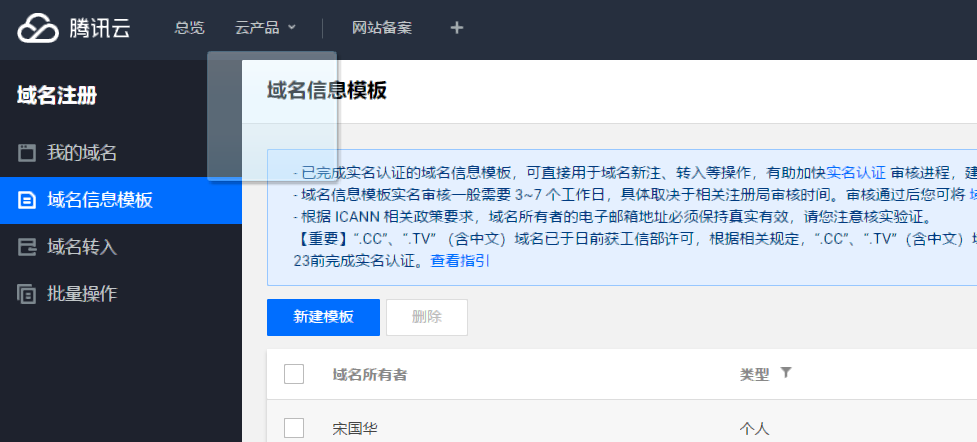 腾讯云 总览 云产品 网站备案
域名注册
域名信息模板
我的域名
域名信息模板
域名转入
批量操作
- 已完成实名认证的域名信息模板，可直接用于域名新注、转入等操作，有助加快实名认证 审核进程，建
- 域名信息模板实名审核一般需要 3~7 个工作日，具体取决于相关注册局审核时间。审核通过后您可将
- 根据 ICANN 相关政策要求，域名所有者的电子邮箱地址必须保持真实有效，请您注意核实验证。
【重要】“.CC”、“.TV”（含中文）域名已于日前获工信部许可，根据相关规定，“.CC”、“.TV”（含中文）域
23前完成实名认证。查看指引
新建模板 删除
域名所有者 类型
宋国华 个人